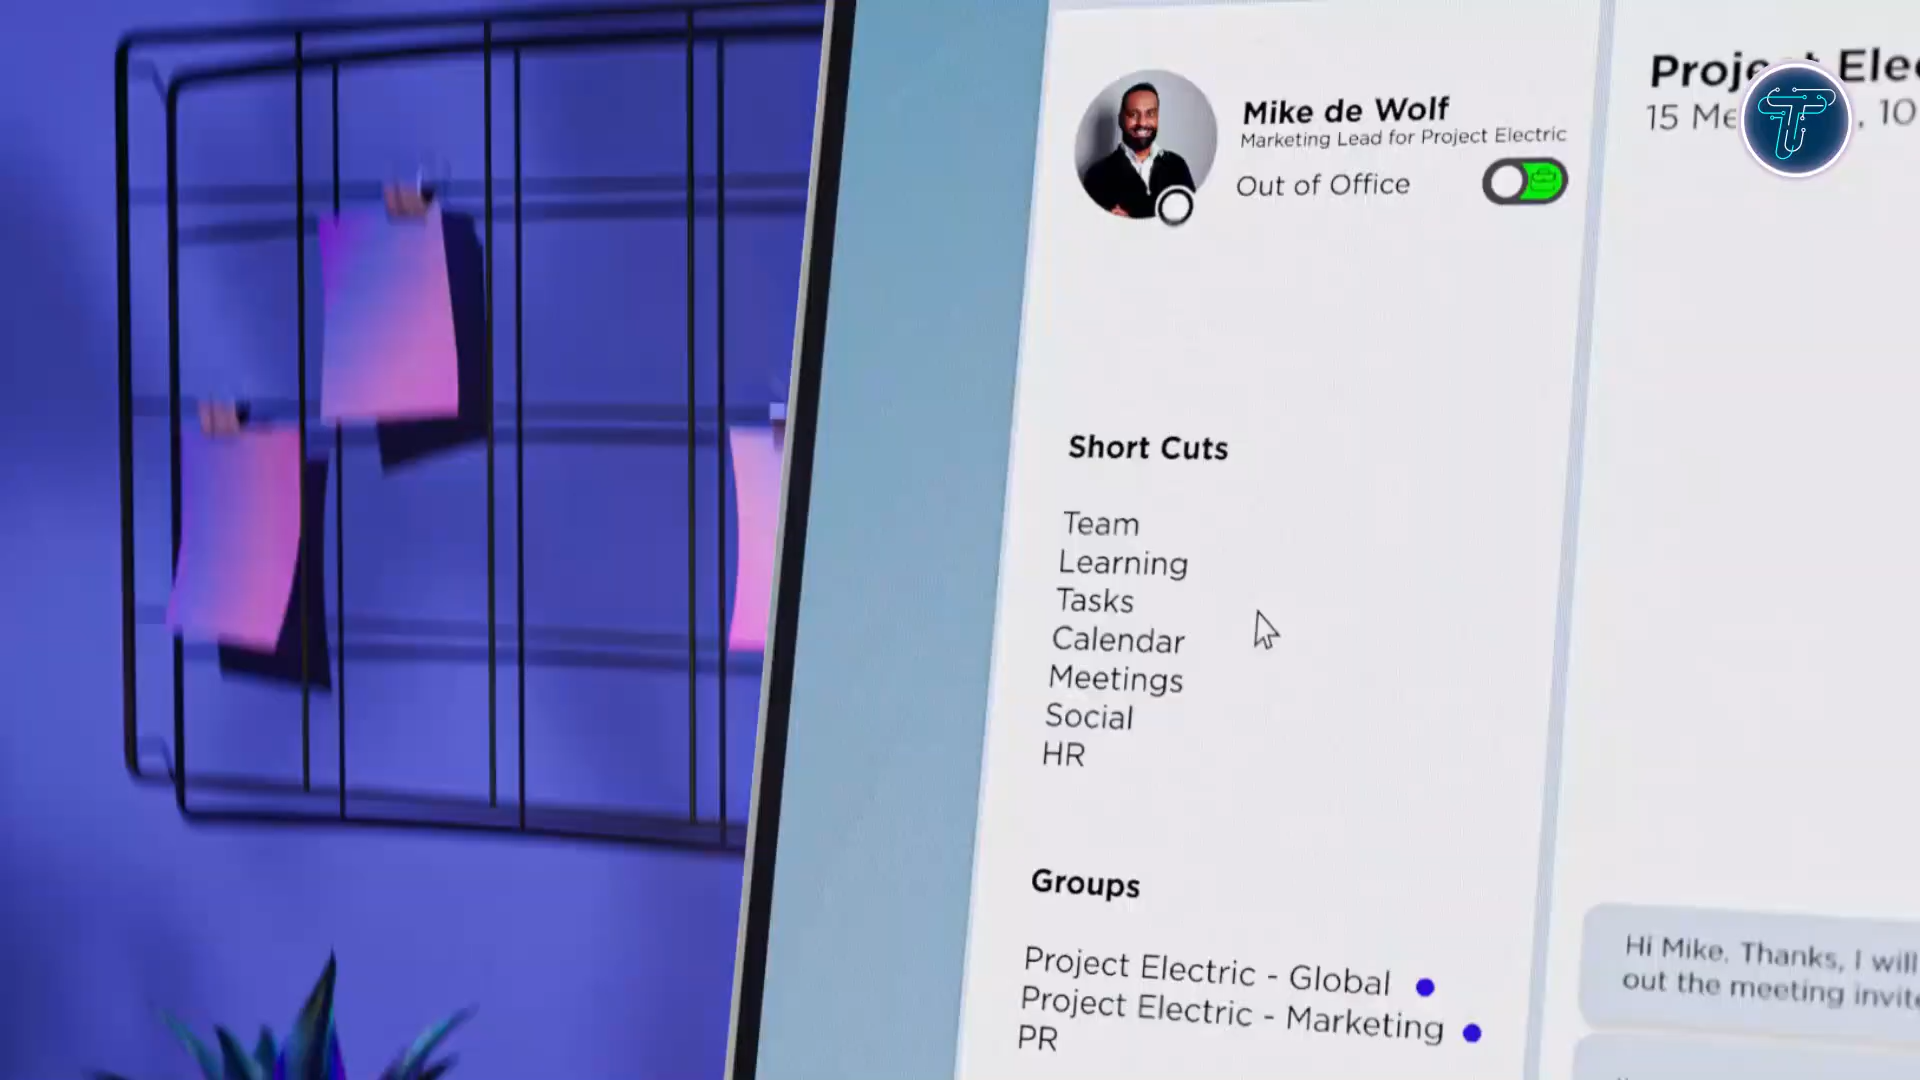 Mike de Wolf
Marketing Lead for Project Electric
Out of Office
Short Cuts
Team
Learning
Tasks
Calendar
Meetings
Social
HR
Groups
Project Electric - Global
Project Electric - Marketing
PR
15
, 10
Hi Mike. Thanks, I will
out the meeting